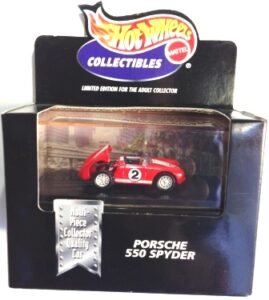 Hot Wheels
MATTEL
COLLECTIBLES
LIMITED EDITION FOR THE ADULT COLLECTOR
2
Multi-
Piece
Collector
Quality
Car
PORSCHE
550 SPYDER